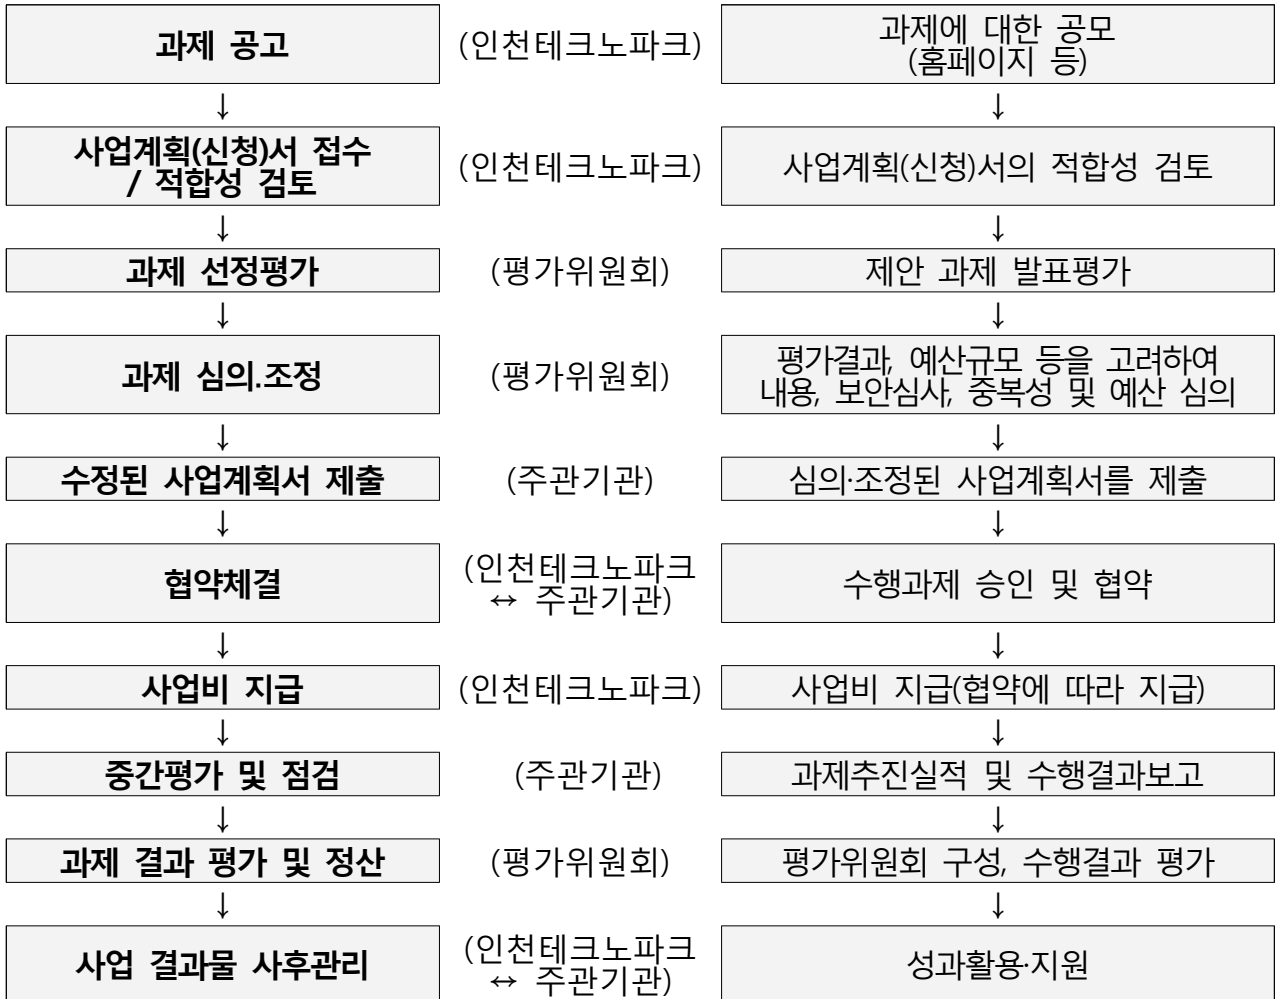 과제 공고
(인천테크노파크)
과제에 대한 공모
(홈페이지 등)
↓
↓
사업계획(신청)서 접수
/ 적합성 검토
(인천테크노파크)
사업계획(신청)서의 적합성 검토
↓
↓
과제 선정평가
(평가위원회)
제안 과제 발표평가
↓
↓
과제 심의.조정
(평가위원회)
평가결과, 예산규모 등을 고려하여
내용, 보안심사, 중복성 및 예산 심의
↓
↓
수정된 사업계획서 제출
(주관기관)
심의·조정된 사업계획서를 제출
↓
↓
협약체결
(인천테크노파크
↔ 주관기관)
수행과제 승인 및 협약
↓
↓
사업비 지급
(인천테크노파크)
사업비 지급(협약에 따라 지급)
↓
↓
중간평가 및 점검
(주관기관)
과제추진실적 및 수행결과보고
↓
↓
과제 결과 평가 및 정산
(평가위원회)
평가위원회 구성, 수행결과 평가
↓
↓
사업 결과물 사후관리
(인천테크노파크
↔ 주관기관)
성과활용·지원